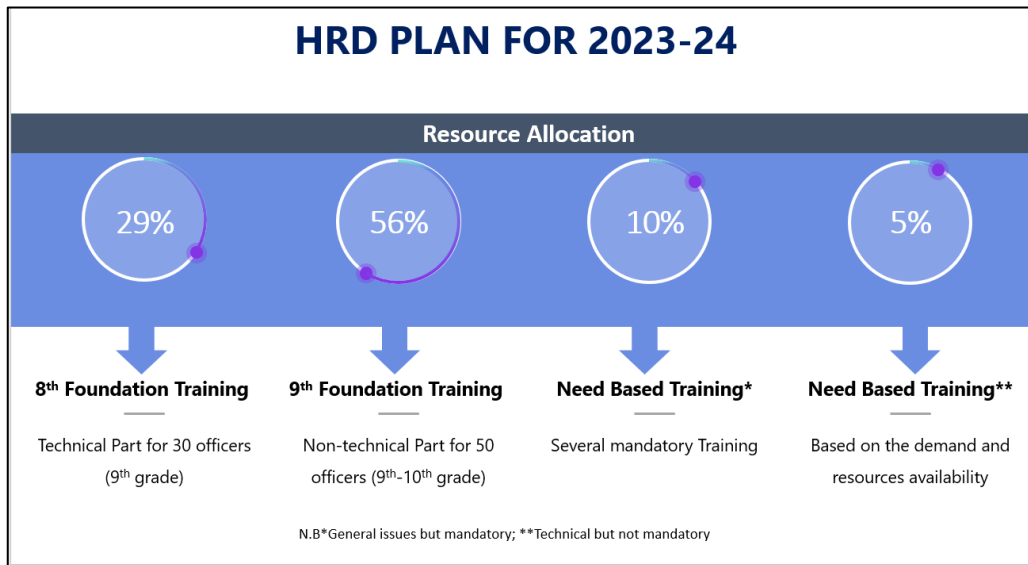 HRD PLAN FOR 2023-24
Resource Allocation
29%
56%
10%
5%
8th Foundation Training
Technical Part for 30 officers
(9th grade)
9th Foundation Training
Non-technical Part for 50
officers (9th-10th grade)
Need Based Training*
Several mandatory Training
Need Based Training**
Based on the demand and
resources availability
N.B*General issues but mandatory; **Technical but not mandatory